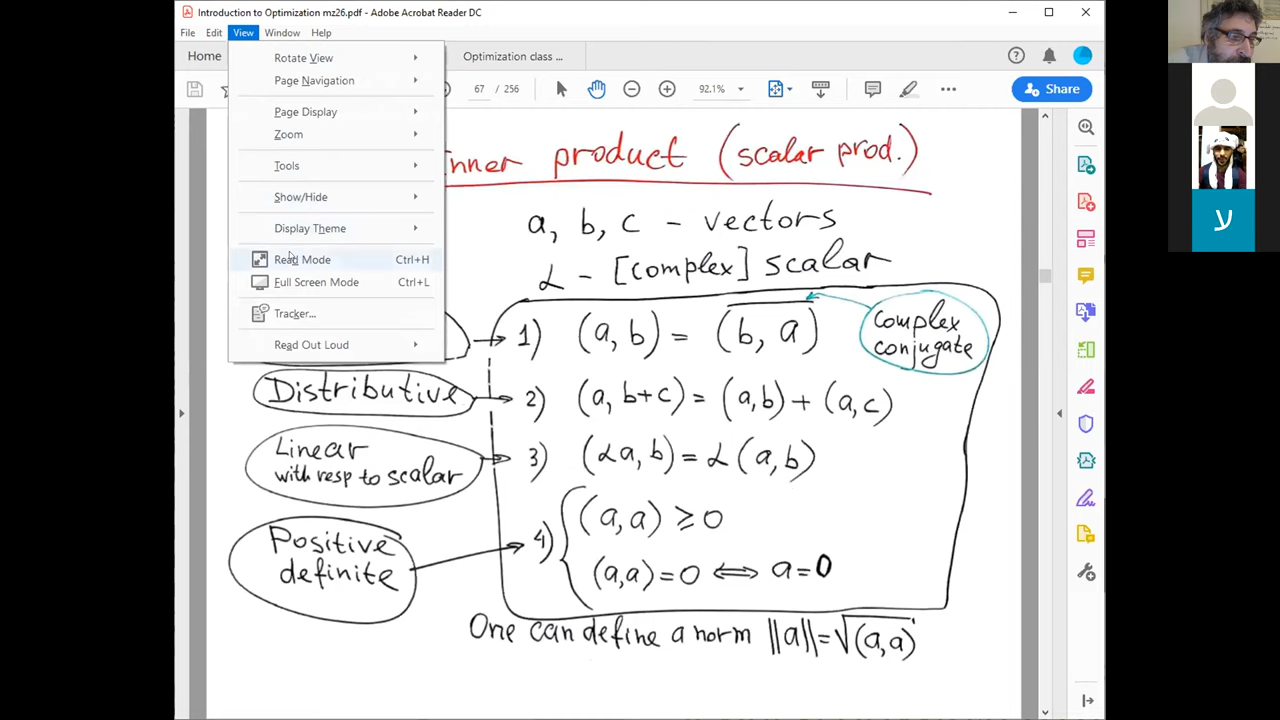 Introduction to Optimization mz26.pdf - Adobe Acrobat Reader DC
File Edit View Window Help
Home
Optimization class ...
67 / 256
92.1%
Share
Rotate View
Page Navigation
Page Display
Zoom
Tools
Show/Hide
Display Theme
Read Mode Ctrl+H
Full Screen Mode Ctrl+L
Tracker...
Read Out Loud
nner product (scalar prod.)
a, b, c - vectors
α - [complex] scalar
1) (a, b) = \overline{(b, a)}
complex
conjugate
Distributive
2) (a, b+c) = (a,b) + (a,c)
Linear
with resp to scalar
3) (αa, b) = α (a, b)
Positive
definite
4) (a, a) ≥ 0
(a,a) = 0 ⟺ a = 0
One can define a norm ||a|| = √(a, a)
ע